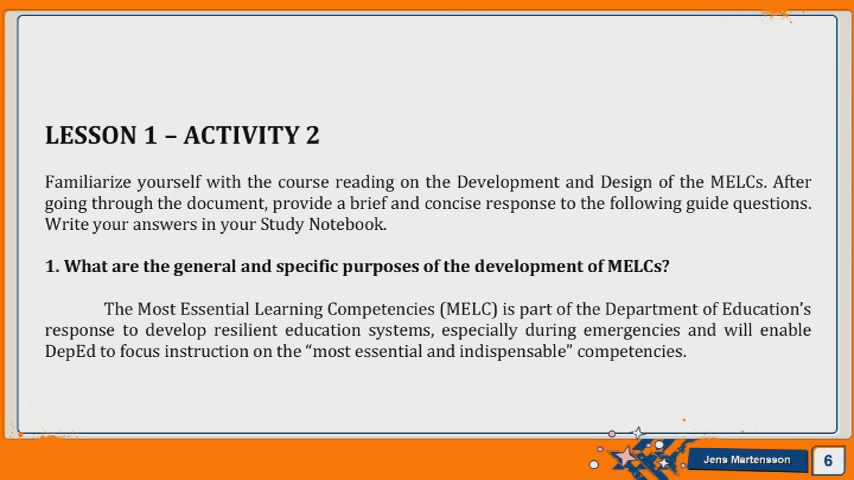 LESSON 1 – ACTIVITY 2
Familiarize yourself with the course reading on the Development and Design of the MELCs. After
going through the document, provide a brief and concise response to the following guide questions.
Write your answers in your Study Notebook.
1. What are the general and specific purposes of the development of MELCs?
The Most Essential Learning Competencies (MELC) is part of the Department of Education’s
response to develop resilient education systems, especially during emergencies and will enable
DepEd to focus instruction on the “most essential and indispensable” competencies.
Jens Martensson
6